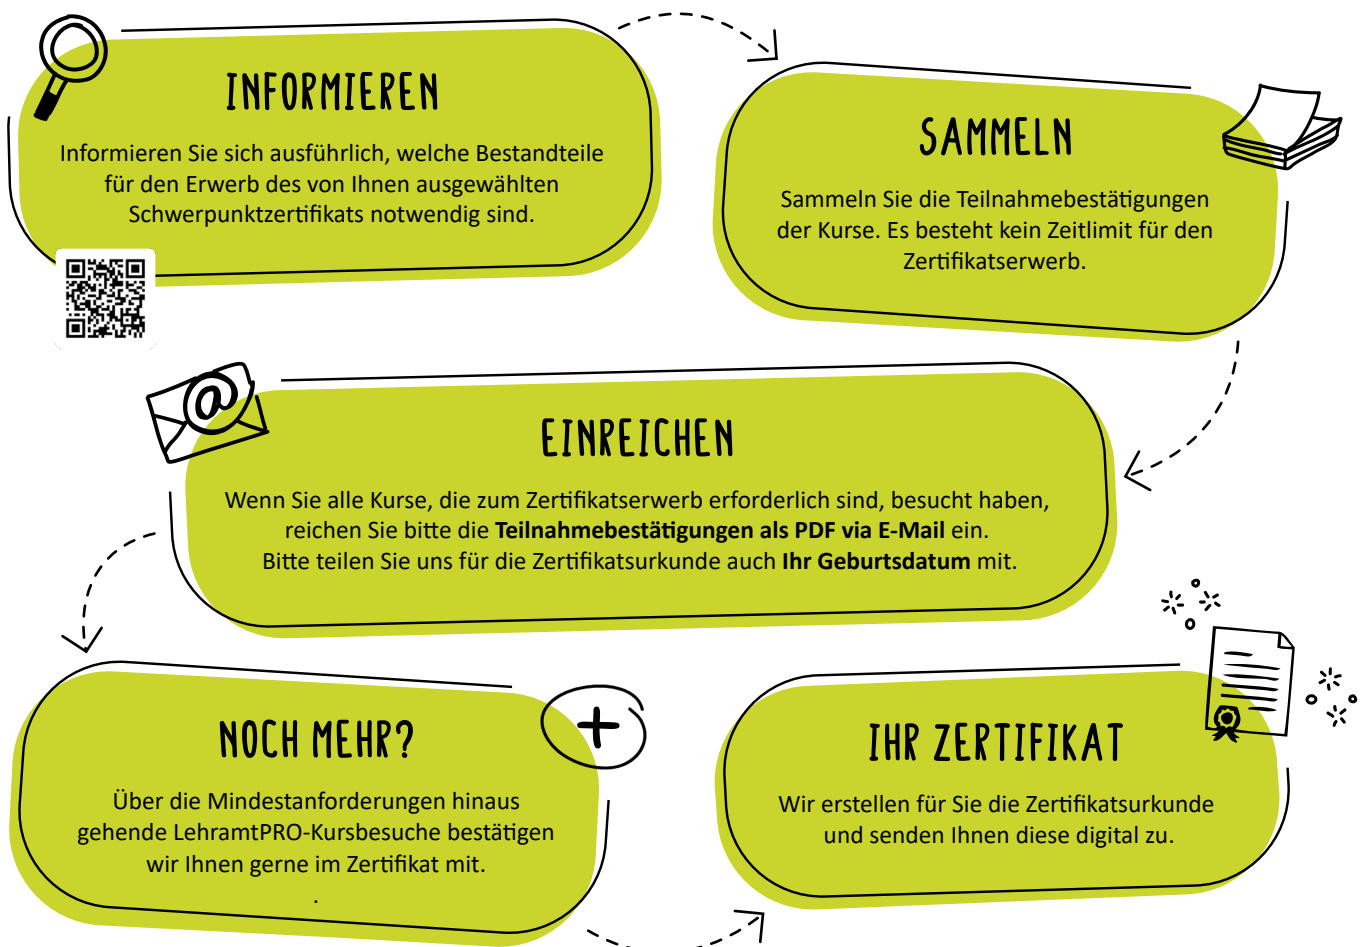 INFORMIEREN
Informieren Sie sich ausführlich, welche Bestandteile
für den Erwerb des von Ihnen ausgewählten
Schwerpunktzertifikats notwendig sind.
SAMMELN
Sammeln Sie die Teilnahmebestätigungen
der Kurse. Es besteht kein Zeitlimit für den
Zertifikatserwerb.
@
EINREICHEN
Wenn Sie alle Kurse, die zum Zertifikatserwerb erforderlich sind, besucht haben,
reichen Sie bitte die Teilnahmebestätigungen als PDF via E-Mail ein.
Bitte teilen Sie uns für die Zertifikatsurkunde auch Ihr Geburtsdatum mit.
NOCH MEHR?
Über die Mindestanforderungen hinaus
gehende LehramtPRO-Kursbesuche bestätigen
wir Ihnen gerne im Zertifikat mit.
.
IHR ZERTIFIKAT
Wir erstellen für Sie die Zertifikatsurkunde
und senden Ihnen diese digital zu.